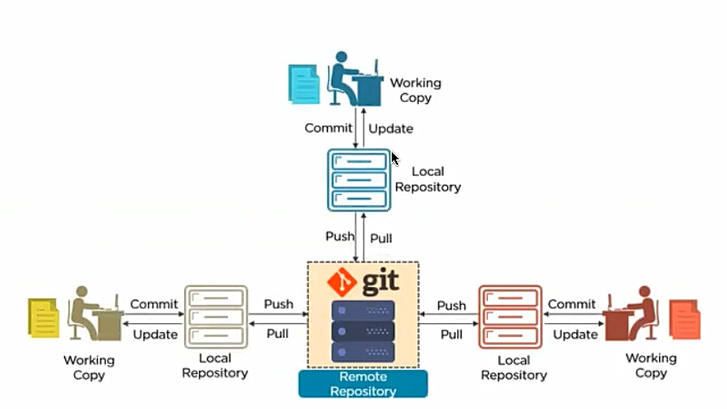 Working
Copy
Commit
Update
Local
Repository
Push
Pull
git
Commit
Update
Push
Pull
Push
Pull
Commit
Update
Working
Copy
Local
Repository
Remote
Repository
Local
Repository
Working
Copy